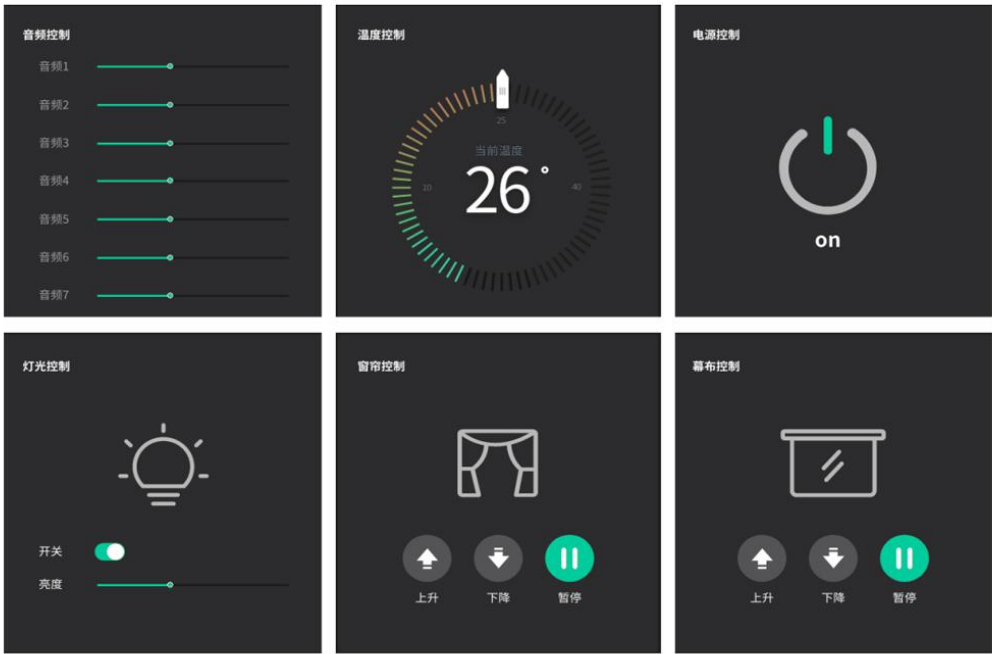 音频控制
音频1
音频2
音频3
音频4
音频5
音频6
音频7
温度控制
25
当前温度
10
26°
40
电源控制
on
灯光控制
开关
亮度
窗帘控制
上升
下降
暂停
幕布控制
上升
下降
暂停